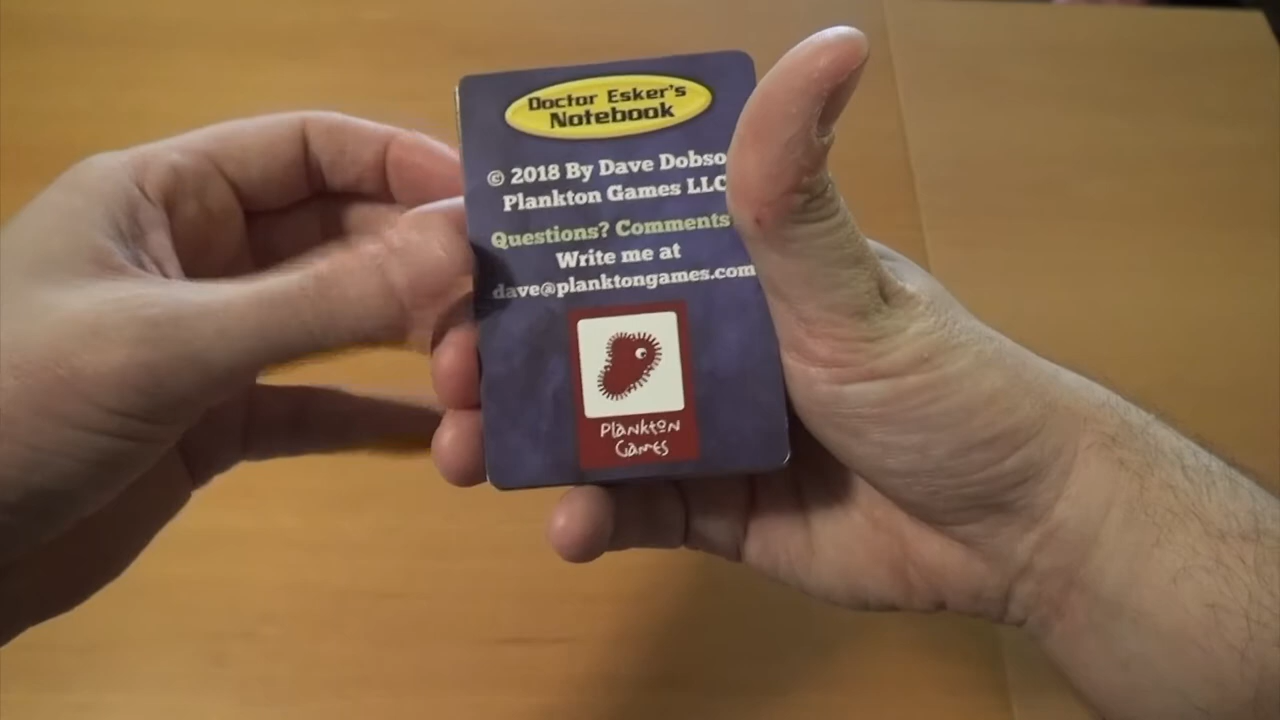 Doctor Esker's
Notebook
© 2018 By Dave Dobso
Plankton Games LLC
Questions? Comments
Write me at
dave@planktongames.com
Plankton
Games